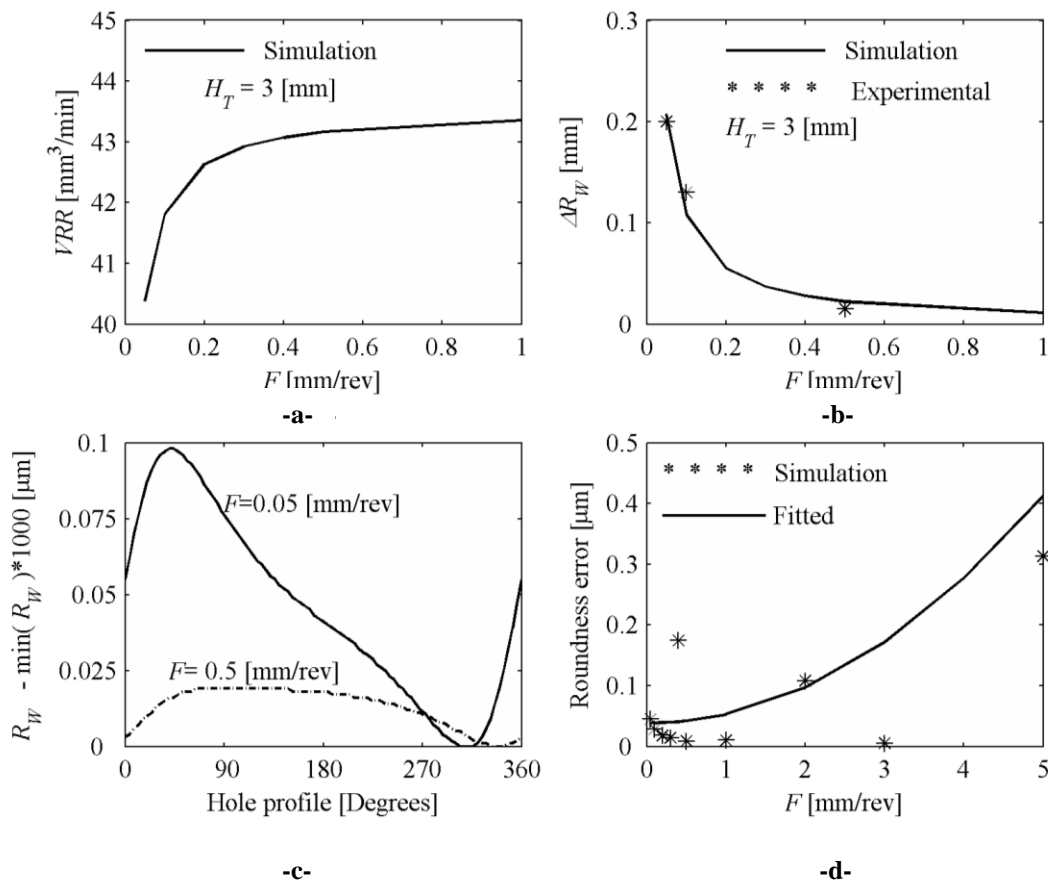 45
44
43
42
41
40
VRR [mm³/min]
Simulation
H_T = 3 [mm]
0 0.2 0.4 0.6 0.8 1
F [mm/rev]
-a-
0.3
0.2
0.1
0
ΔR_W [mm]
Simulation
* * * * Experimental
H_T = 3 [mm]
0 0.2 0.4 0.6 0.8 1
F [mm/rev]
-b-
0.1
0.075
0.05
0.025
0
R_W - min( R_W )*1000 [μm]
F=0.05 [mm/rev]
F= 0.5 [mm/rev]
0 90 180 270 360
Hole profile [Degrees]
-c-
0.5
0.4
0.3
0.2
0.1
0
Roundness error [μm]
* * * * Simulation
Fitted
0 1 2 3 4 5
F [mm/rev]
-d-